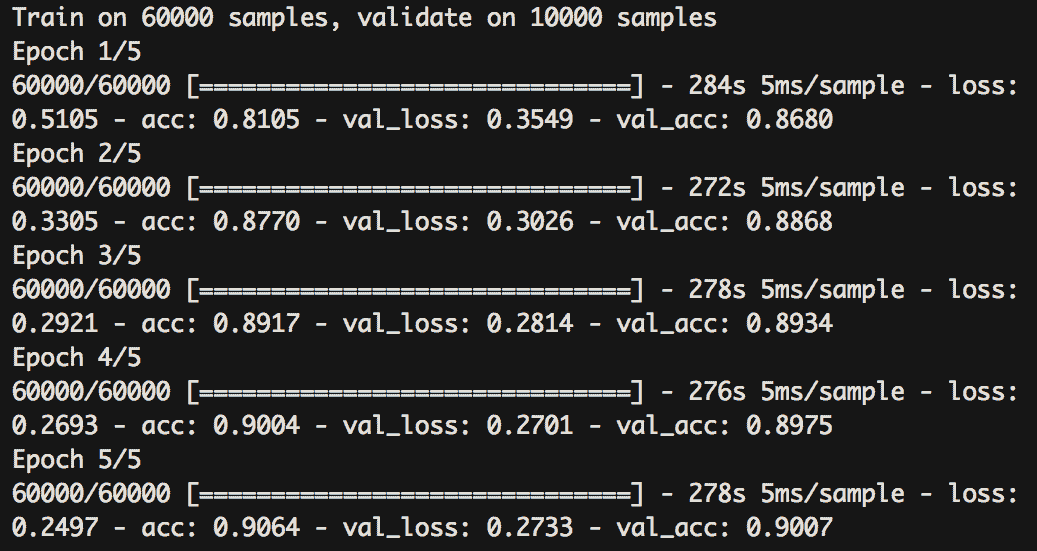 Train on 60000 samples, validate on 10000 samples
Epoch 1/5
60000/60000 [==============================] - 284s 5ms/sample - loss:
0.5105 - acc: 0.8105 - val_loss: 0.3549 - val_acc: 0.8680
Epoch 2/5
60000/60000 [==============================] - 272s 5ms/sample - loss:
0.3305 - acc: 0.8770 - val_loss: 0.3026 - val_acc: 0.8868
Epoch 3/5
60000/60000 [==============================] - 278s 5ms/sample - loss:
0.2921 - acc: 0.8917 - val_loss: 0.2814 - val_acc: 0.8934
Epoch 4/5
60000/60000 [==============================] - 276s 5ms/sample - loss:
0.2693 - acc: 0.9004 - val_loss: 0.2701 - val_acc: 0.8975
Epoch 5/5
60000/60000 [==============================] - 278s 5ms/sample - loss:
0.2497 - acc: 0.9064 - val_loss: 0.2733 - val_acc: 0.9007